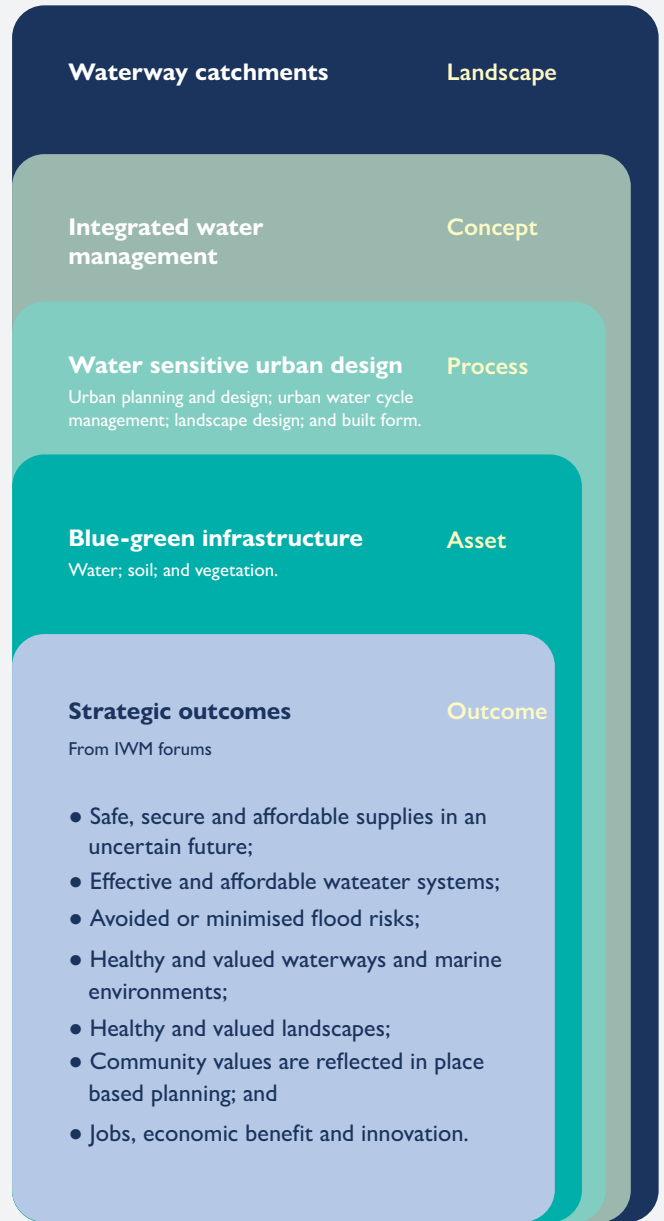 Waterway catchments Landscape
Integrated water Concept
management
Water sensitive urban design Process
Urban planning and design; urban water cycle
management; landscape design; and built form.
Blue-green infrastructure Asset
Water; soil; and vegetation.
Strategic outcomes Outcome
From IWM forums
● Safe, secure and affordable supplies in an
uncertain future;
● Effective and affordable wateater systems;
● Avoided or minimised flood risks;
● Healthy and valued waterways and marine
environments;
● Healthy and valued landscapes;
● Community values are reflected in place
based planning; and
● Jobs, economic benefit and innovation.